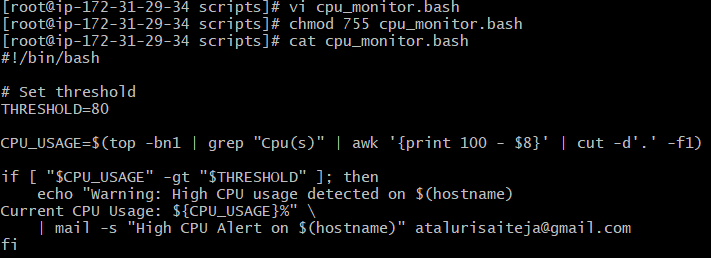 [root@ip-172-31-29-34 scripts]# vi cpu_monitor.bash
[root@ip-172-31-29-34 scripts]# chmod 755 cpu_monitor.bash
[root@ip-172-31-29-34 scripts]# cat cpu_monitor.bash
#!/bin/bash

# Set threshold
THRESHOLD=80

CPU_USAGE=$(top -bn1 | grep "Cpu(s)" | awk '{print 100 - $8}' | cut -d'.' -f1)

if [ "$CPU_USAGE" -gt "$THRESHOLD" ]; then
    echo "Warning: High CPU usage detected on $(hostname)
Current CPU Usage: ${CPU_USAGE}%" \
    | mail -s "High CPU Alert on $(hostname)" atalurisaiteja@gmail.com
fi